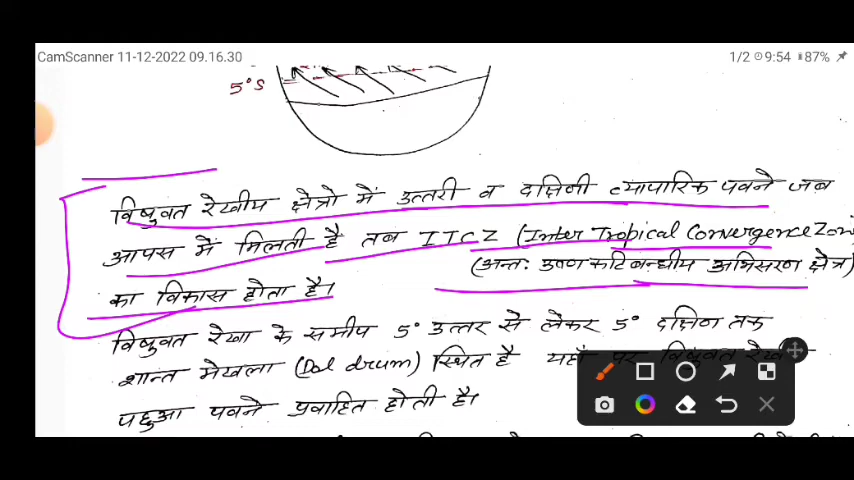 CamScanner 11-12-2022 09.16.30
1/2 9:54 87%
5°S
विषुवत रेखीय क्षेत्रो में उत्तरी व दक्षिणी व्यापारिक पवने जब
आपस में मिलती है तब ITCZ (Inter Tropical Convergence Zon
(अन्त: उष्ण कटिबन्धीय अभिसरण क्षेत्र)
का विकास होता है।
विषुवत रेखा के समीप 5° उत्तर से लेकर 5° दक्षिण तक
शान्त मेखला (Dol drum) स्थित है यहाँ पर विषुवत रेख
पछुआ पवने प्रवाहित होती है।